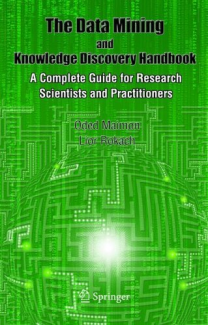 The Data Mining
and
Knowledge Discovery Handbook
A Complete Guide for Research
Scientists and Practitioners
Oded Maimon
Lior Rokach
Springer